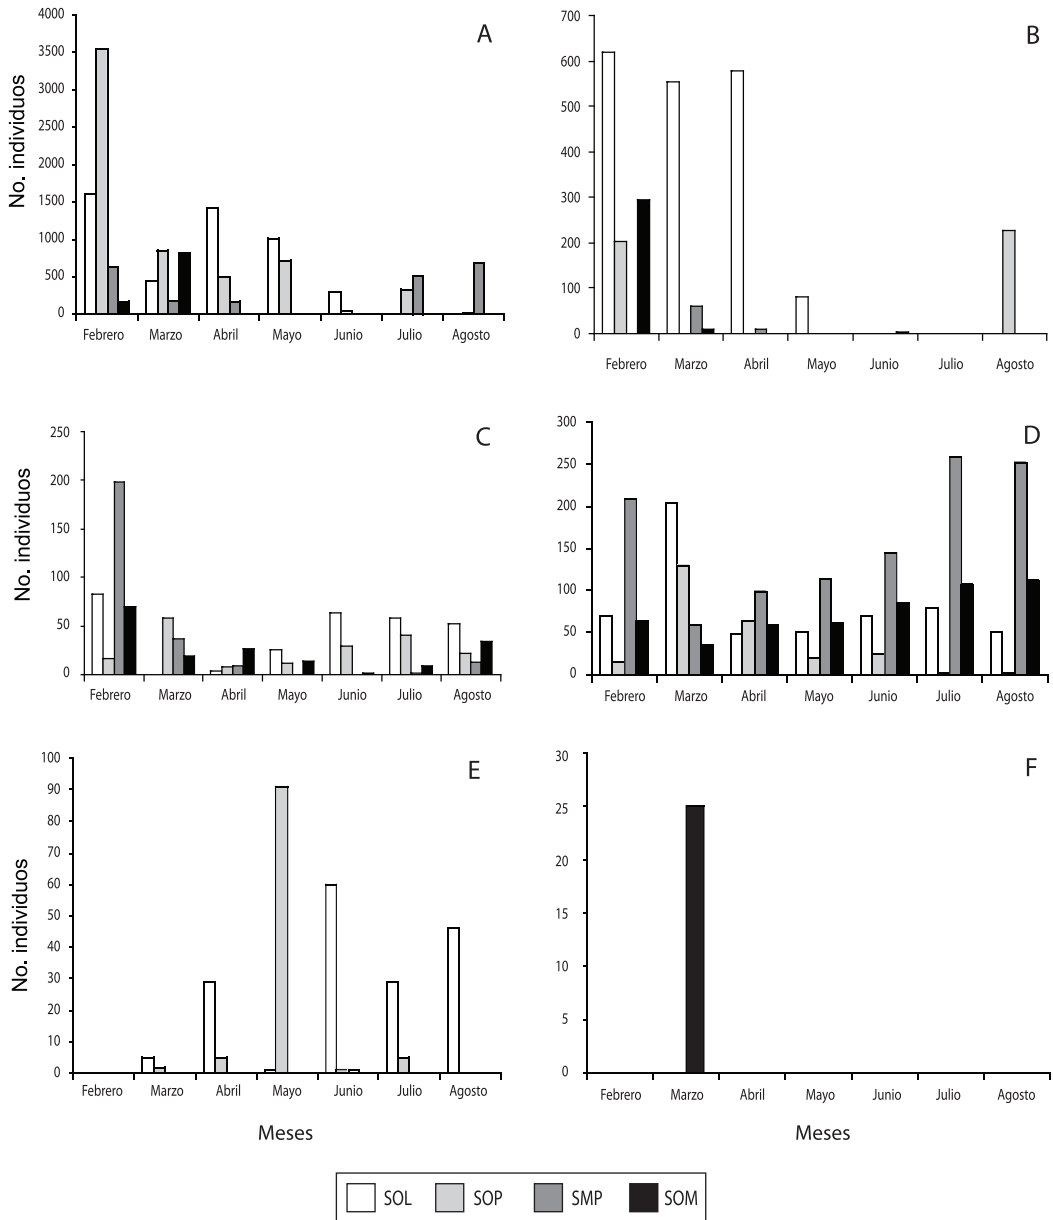 A
No. individuos
4000
3500
3000
2500
2000
1500
1000
500
0
Febrero Marzo Abril Mayo Junio Julio Agosto
B
700
600
500
400
300
200
100
0
Febrero Marzo Abril Mayo Junio Julio Agosto
C
No. individuos
250
200
150
100
50
0
Febrero Marzo Abril Mayo Junio Julio Agosto
D
300
250
200
150
100
50
0
Febrero Marzo Abril Mayo Junio Julio Agosto
E
No. individuos
100
90
80
70
60
50
40
30
20
10
0
Febrero Marzo Abril Mayo Junio Julio Agosto
Meses
F
30
25
20
15
10
5
0
Febrero Marzo Abril Mayo Junio Julio Agosto
Meses
SOL SOP SMP SOM